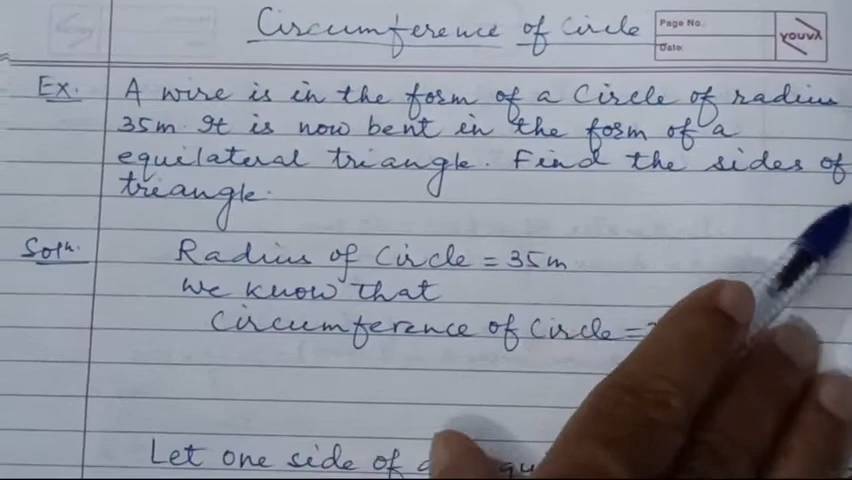 Circumference of Circle
Page No.
Date:
YOUVA
Ex. A wire is in the form of a Circle of radius
35m. It is now bent in the form of a
equilateral triangle. Find the sides of
triangle.
Soln. Radius of Circle = 35m
We know that
Circumference of Circle =
Let one side of